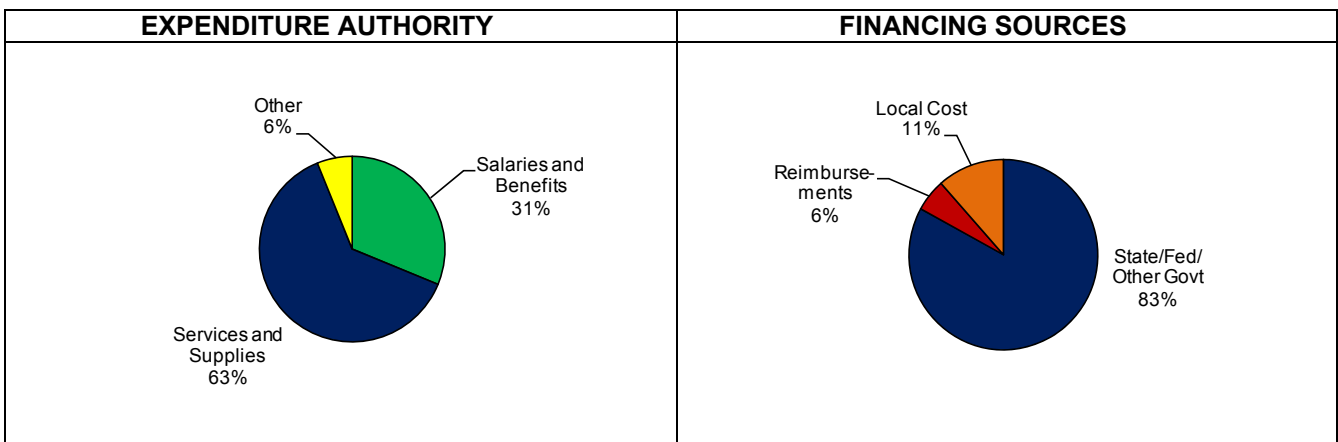 EXPENDITURE AUTHORITY
Other
6%
Salaries and
Benefits
31%
Services and
Supplies
63%
FINANCING SOURCES
Local Cost
11%
Reimburse-
ments
6%
State/Fed/
Other Govt
83%